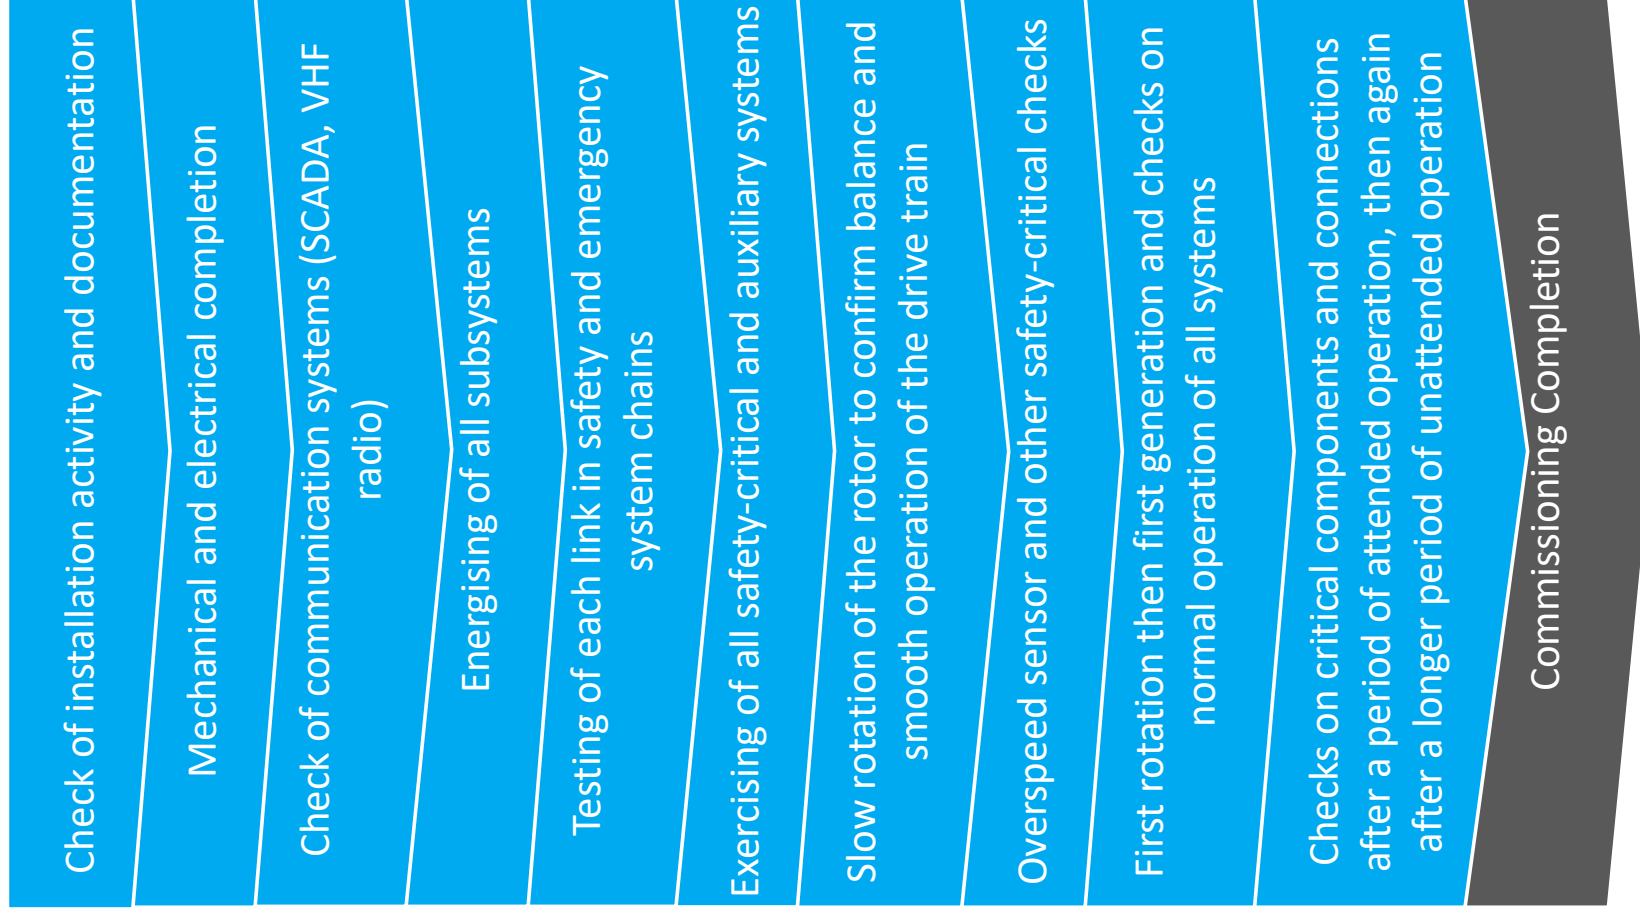 Check of installation activity and documentation
Mechanical and electrical completion
Check of communication systems (SCADA, VHF
radio)
Energising of all subsystems
Testing of each link in safety and emergency
system chains
Exercising of all safety-critical and auxiliary systems
Slow rotation of the rotor to confirm balance and
smooth operation of the drive train
Overspeed sensor and other safety-critical checks
First rotation then first generation and checks on
normal operation of all systems
Checks on critical components and connections
after a period of attended operation, then again
after a longer period of unattended operation
Commissioning Completion